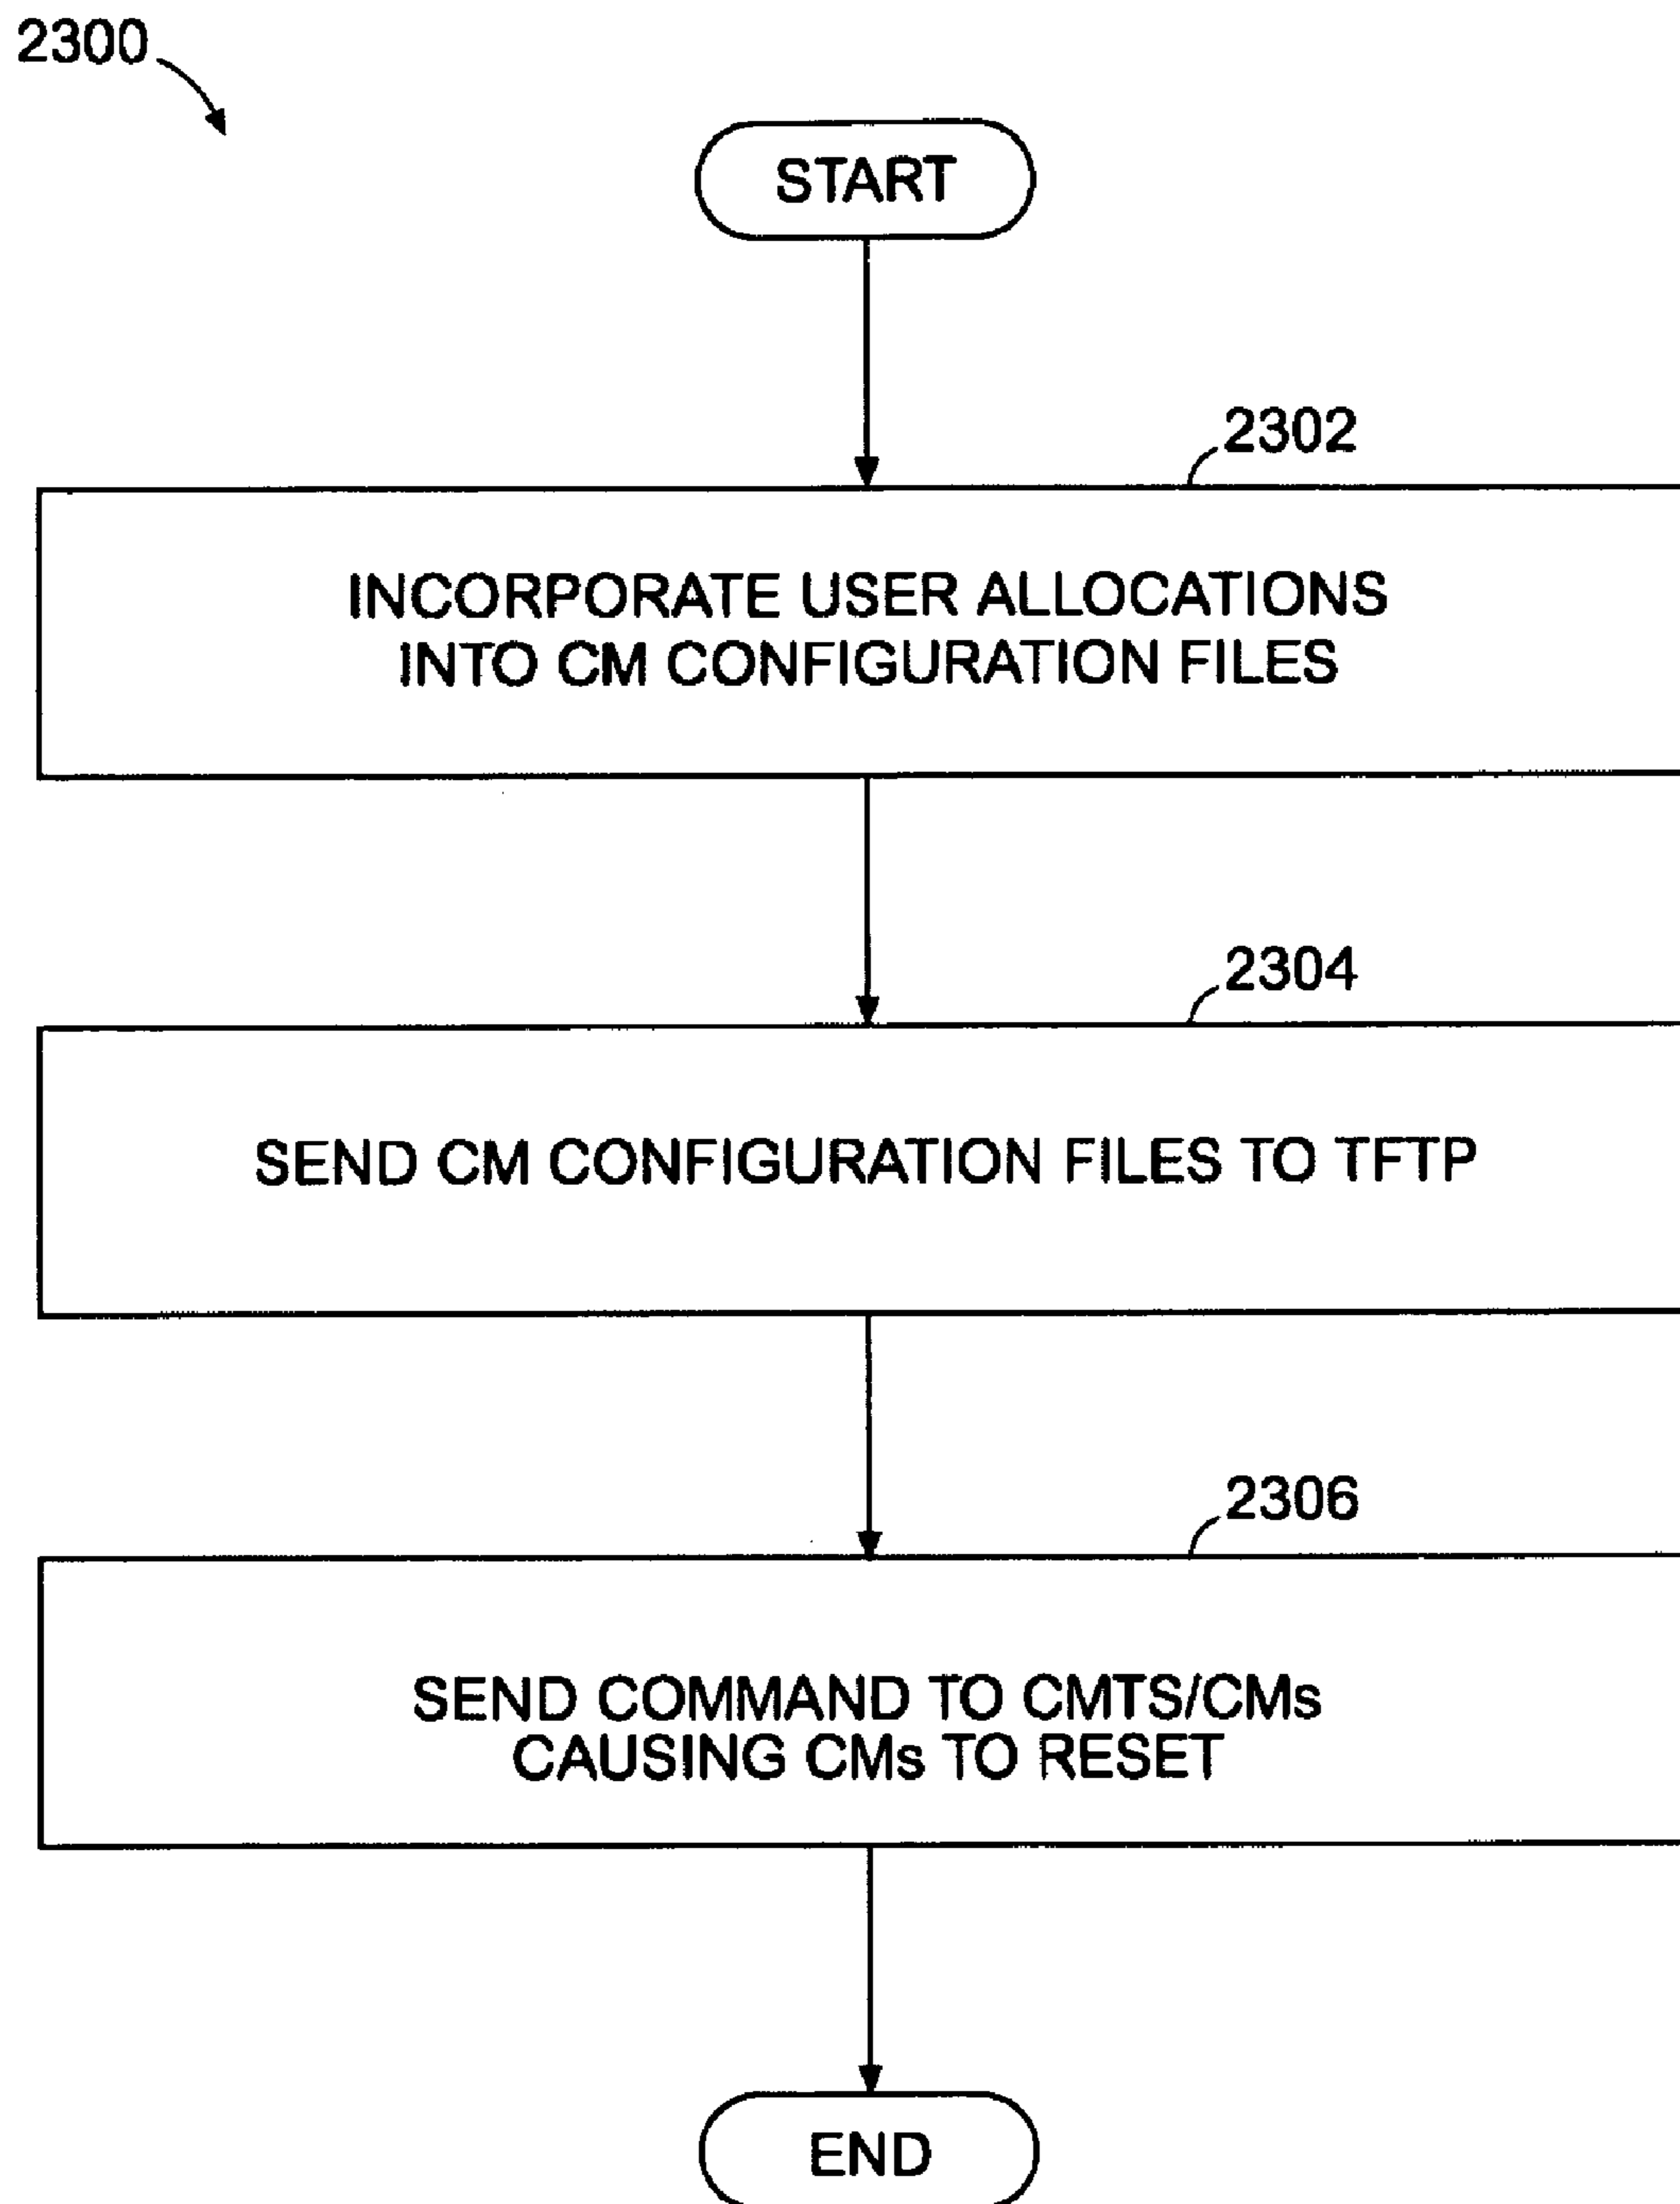 2300
START
2302
INCORPORATE USER ALLOCATIONS
INTO CM CONFIGURATION FILES
2304
SEND CM CONFIGURATION FILES TO TFTP
2306
SEND COMMAND TO CMTS/CMs
CAUSING CMs TO RESET
END